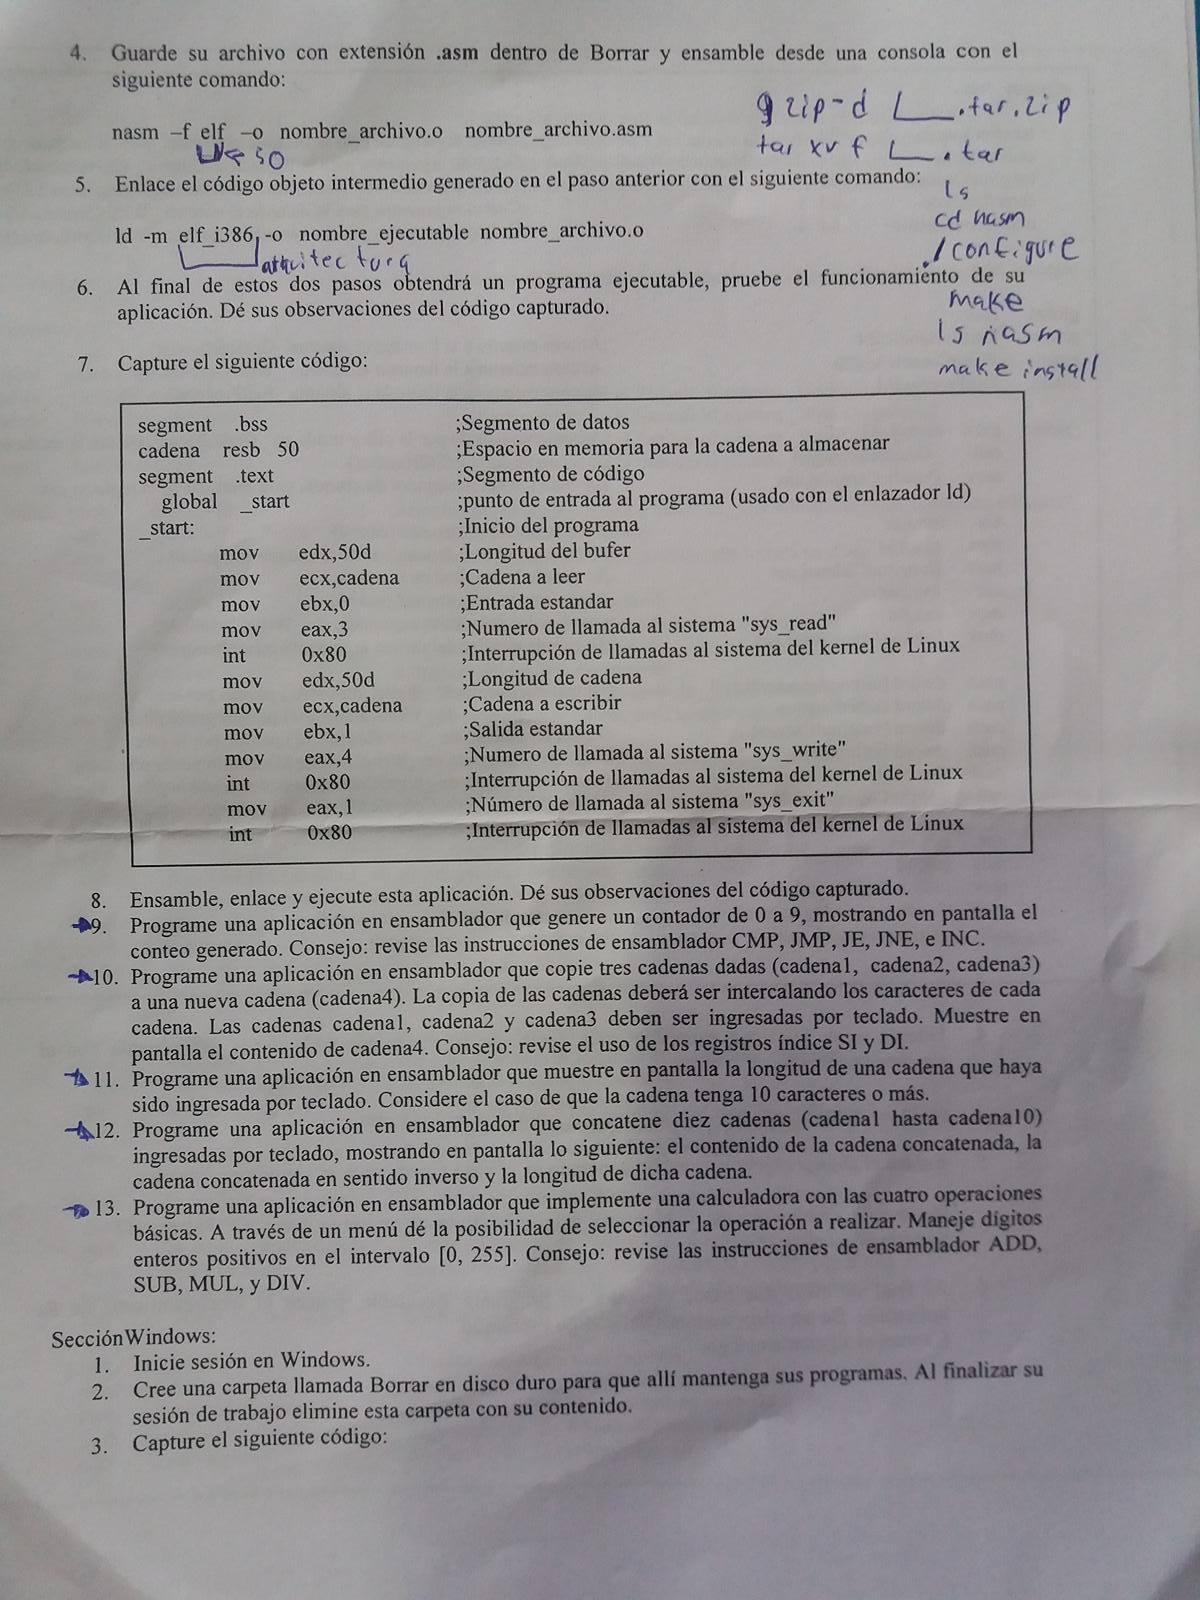 4. Guarde su archivo con extensión .asm dentro de Borrar y ensamble desde una consola con el
siguiente comando:
gzip-d .tar.zip
nasm –f elf –o nombre_archivo.o nombre_archivo.asm
tar xv f .tar
SO
5. Enlace el código objeto intermedio generado en el paso anterior con el siguiente comando:
ls
cd nasm
ld -m elf_i386 -o nombre_ejecutable nombre_archivo.o
./configure
arquitectura
6. Al final de estos dos pasos obtendrá un programa ejecutable, pruebe el funcionamiento de su
aplicación. Dé sus observaciones del código capturado.
make
ls nasm
7. Capture el siguiente código:
make install
segment .bss ;Segmento de datos
cadena resb 50 ;Espacio en memoria para la cadena a almacenar
segment .text ;Segmento de código
global _start ;punto de entrada al programa (usado con el enlazador ld)
_start: ;Inicio del programa
mov edx,50d ;Longitud del bufer
mov ecx,cadena ;Cadena a leer
mov ebx,0 ;Entrada estandar
mov eax,3 ;Numero de llamada al sistema "sys_read"
int 0x80 ;Interrupción de llamadas al sistema del kernel de Linux
mov edx,50d ;Longitud de cadena
mov ecx,cadena ;Cadena a escribir
mov ebx,1 ;Salida estandar
mov eax,4 ;Numero de llamada al sistema "sys_write"
int 0x80 ;Interrupción de llamadas al sistema del kernel de Linux
mov eax,1 ;Número de llamada al sistema "sys_exit"
int 0x80 ;Interrupción de llamadas al sistema del kernel de Linux
8. Ensamble, enlace y ejecute esta aplicación. Dé sus observaciones del código capturado.
9. Programe una aplicación en ensamblador que genere un contador de 0 a 9, mostrando en pantalla el
conteo generado. Consejo: revise las instrucciones de ensamblador CMP, JMP, JE, JNE, e INC.
10. Programe una aplicación en ensamblador que copie tres cadenas dadas (cadena1, cadena2, cadena3)
a una nueva cadena (cadena4). La copia de las cadenas deberá ser intercalando los caracteres de cada
cadena. Las cadenas cadena1, cadena2 y cadena3 deben ser ingresadas por teclado. Muestre en
pantalla el contenido de cadena4. Consejo: revise el uso de los registros índice SI y DI.
11. Programe una aplicación en ensamblador que muestre en pantalla la longitud de una cadena que haya
sido ingresada por teclado. Considere el caso de que la cadena tenga 10 caracteres o más.
12. Programe una aplicación en ensamblador que concatene diez cadenas (cadena1 hasta cadena10)
ingresadas por teclado, mostrando en pantalla lo siguiente: el contenido de la cadena concatenada, la
cadena concatenada en sentido inverso y la longitud de dicha cadena.
13. Programe una aplicación en ensamblador que implemente una calculadora con las cuatro operaciones
básicas. A través de un menú dé la posibilidad de seleccionar la operación a realizar. Maneje dígitos
enteros positivos en el intervalo [0, 255]. Consejo: revise las instrucciones de ensamblador ADD,
SUB, MUL, y DIV.
Sección Windows:
1. Inicie sesión en Windows.
2. Cree una carpeta llamada Borrar en disco duro para que allí mantenga sus programas. Al finalizar su
sesión de trabajo elimine esta carpeta con su contenido.
3. Capture el siguiente código: